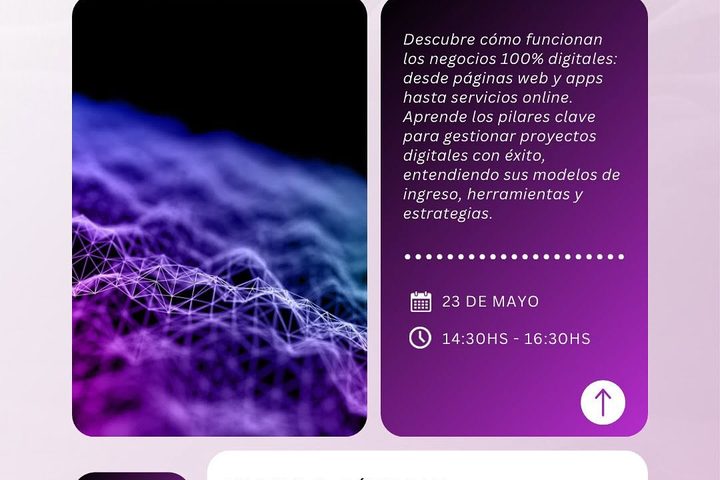 Descubre cómo funcionan
los negocios 100% digitales:
desde páginas web y apps
hasta servicios online.
Aprende los pilares clave
para gestionar proyectos
digitales con éxito,
entendiendo sus modelos de
ingreso, herramientas y
estrategias.
23 DE MAYO
14:30HS - 16:30HS